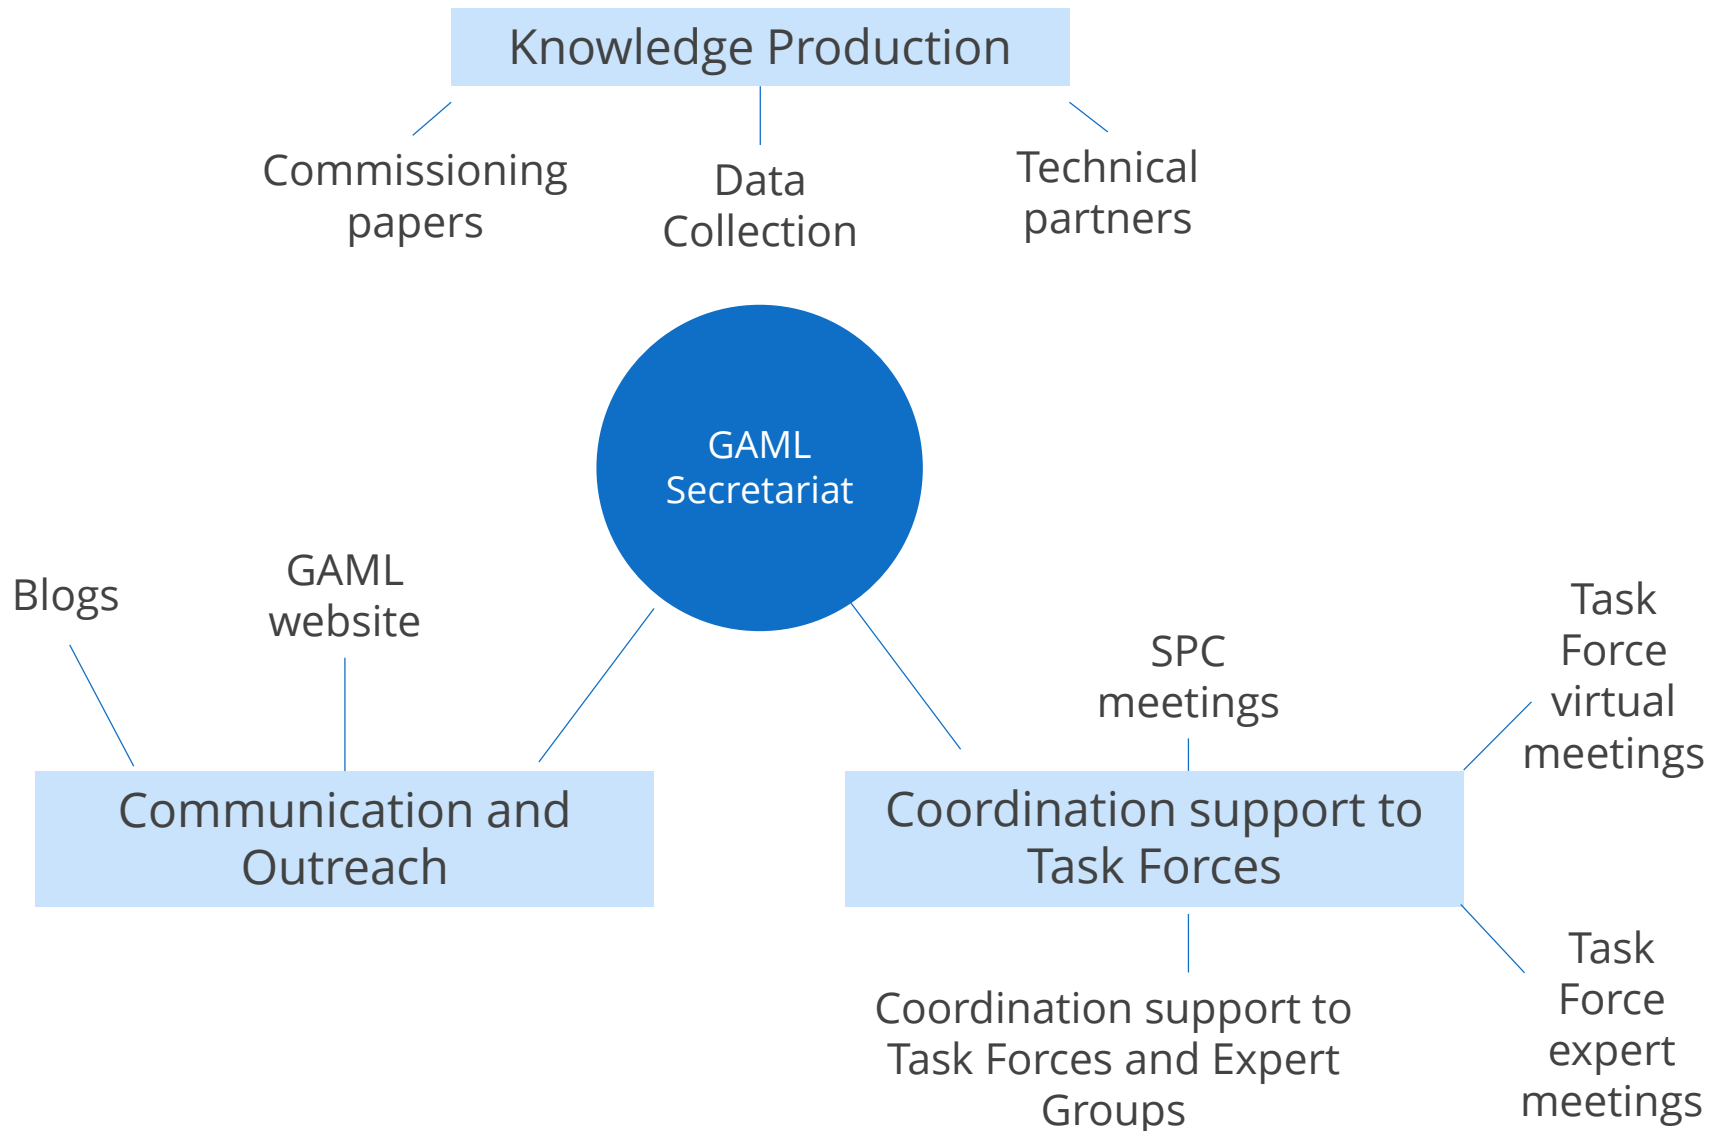 Knowledge Production
Commissioning
papers
Data
Collection
Technical
partners
GAML
Secretariat
Blogs
GAML
website
SPC
meetings
Task
Force
virtual
meetings
Communication and
Outreach
Coordination support to
Task Forces
Coordination support to
Task Forces and Expert
Groups
Task
Force
expert
meetings